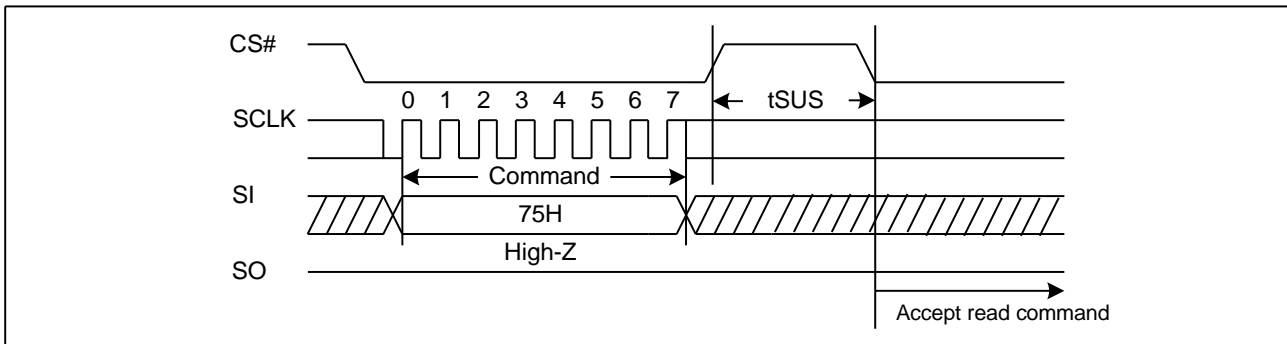 CS#
tSUS
0 1 2 3 4 5 6 7
SCLK
Command
SI
75H
High-Z
SO
Accept read command